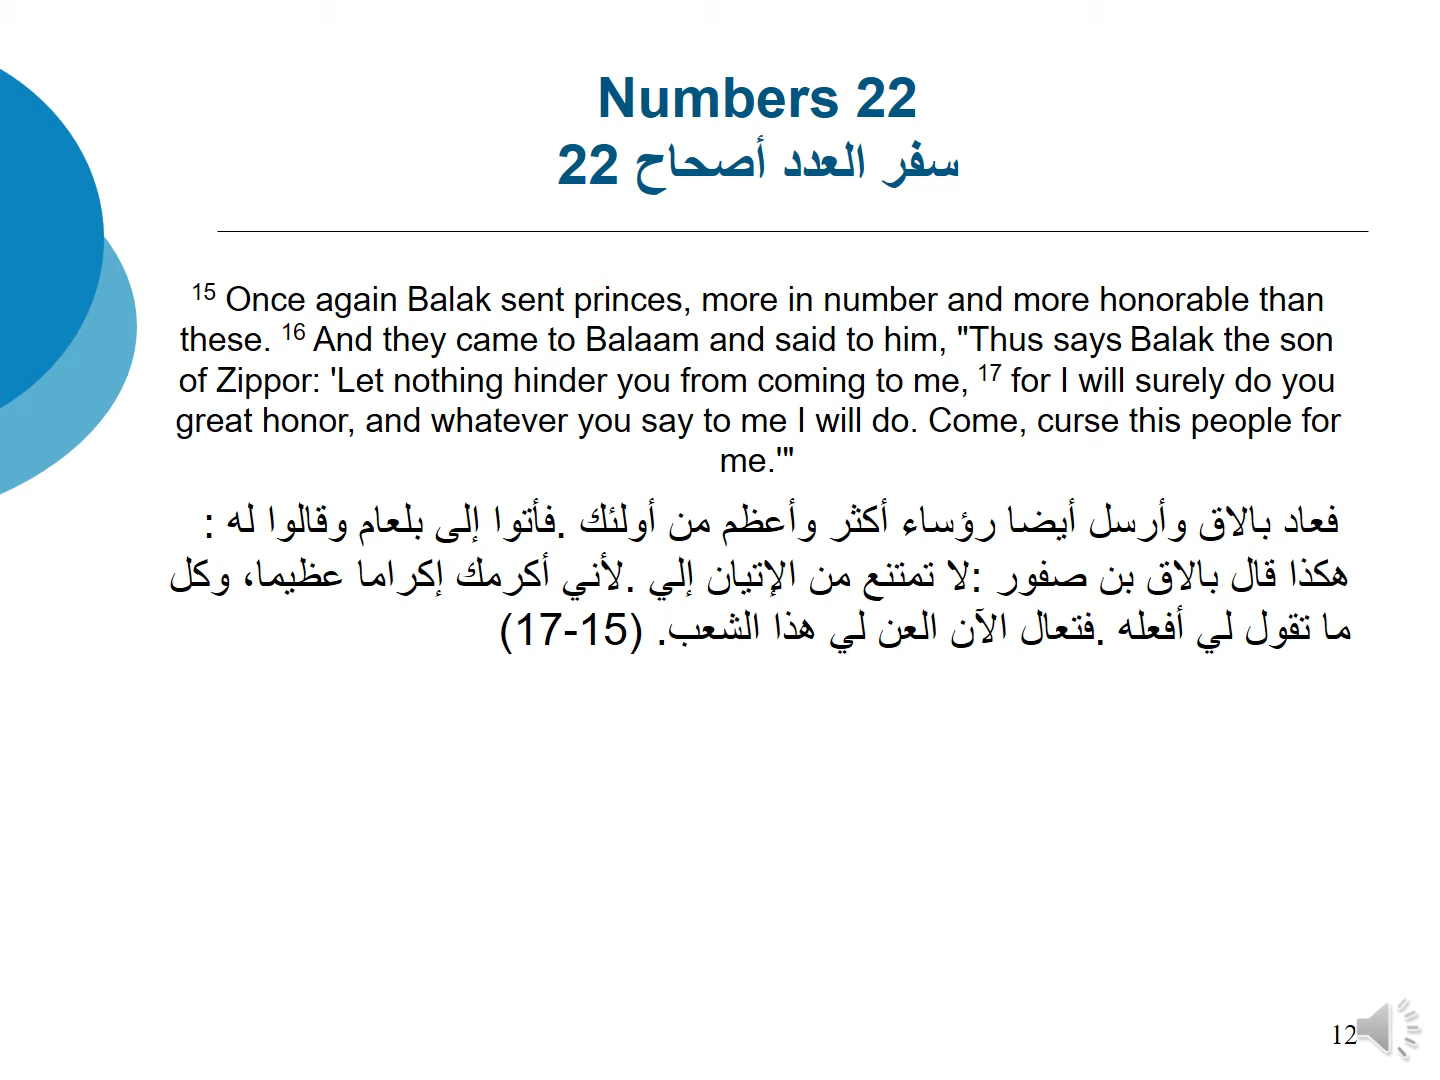 Numbers 22
سفر العدد أصحاح 22
15 Once again Balak sent princes, more in number and more honorable than
these. 16 And they came to Balaam and said to him, "Thus says Balak the son
of Zippor: 'Let nothing hinder you from coming to me, 17 for I will surely do you
great honor, and whatever you say to me I will do. Come, curse this people for
me.'"
فعاد بالاق وأرسل أيضا رؤساء أكثر وأعظم من أولئك .فأتوا إلى بلعام وقالوا له :
هكذا قال بالاق بن صفور :لا تمتنع من الإتيان إلي .لأني أكرمك إكراما عظيما، وكل
ما تقول لي أفعله .فتعال الآن العن لي هذا الشعب. (15-17)
12